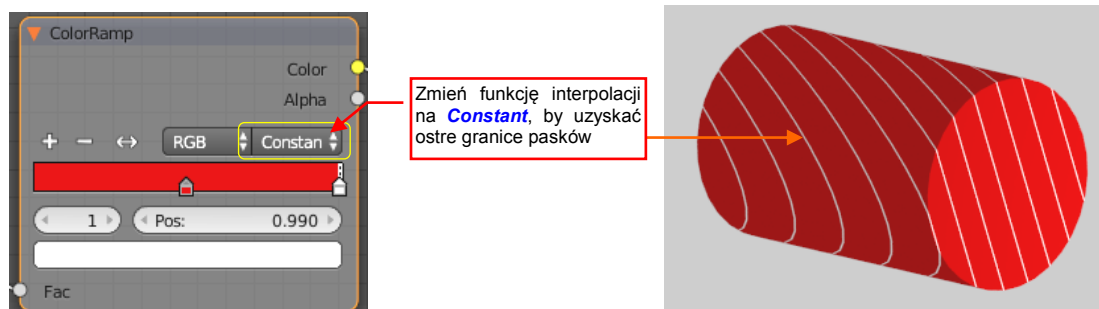 ColorRamp
Color
Alpha
RGB
Constan
1
Pos: 0.990
Fac
Zmień funkcję interpolacji
na Constant, by uzyskać
ostre granice pasków